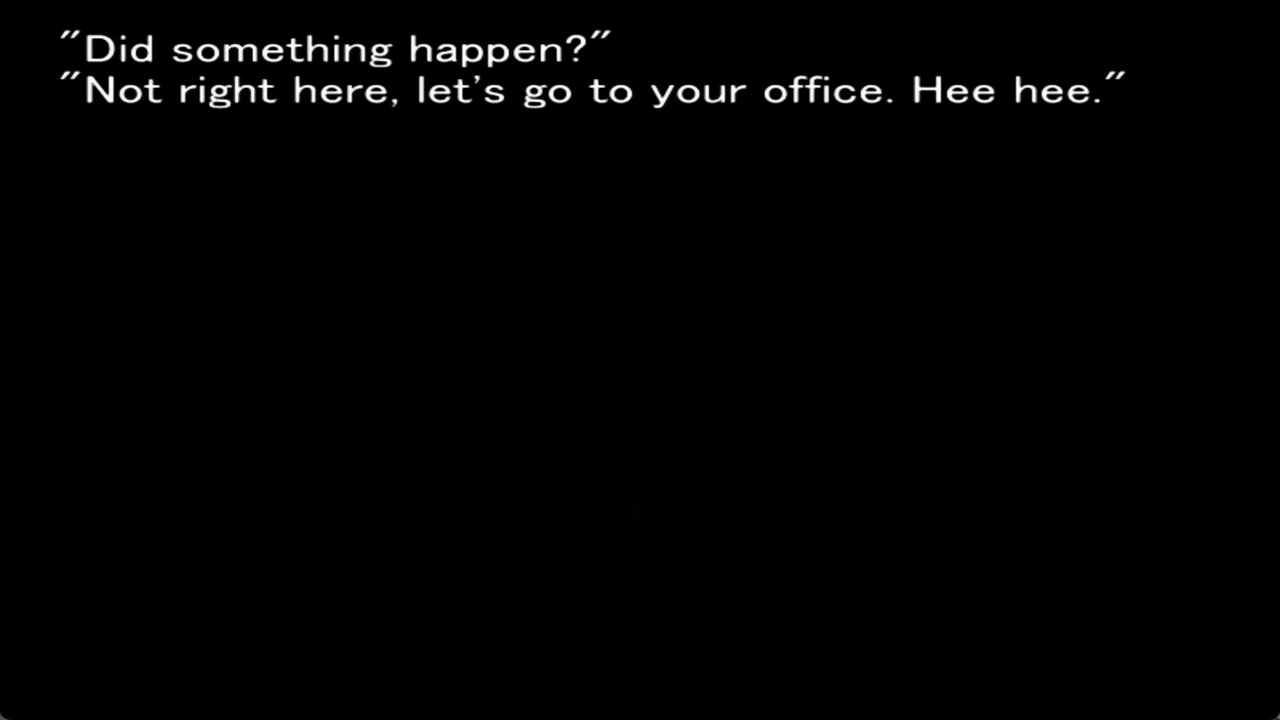 "Did something happen?"
"Not right here, let's go to your office. Hee hee."